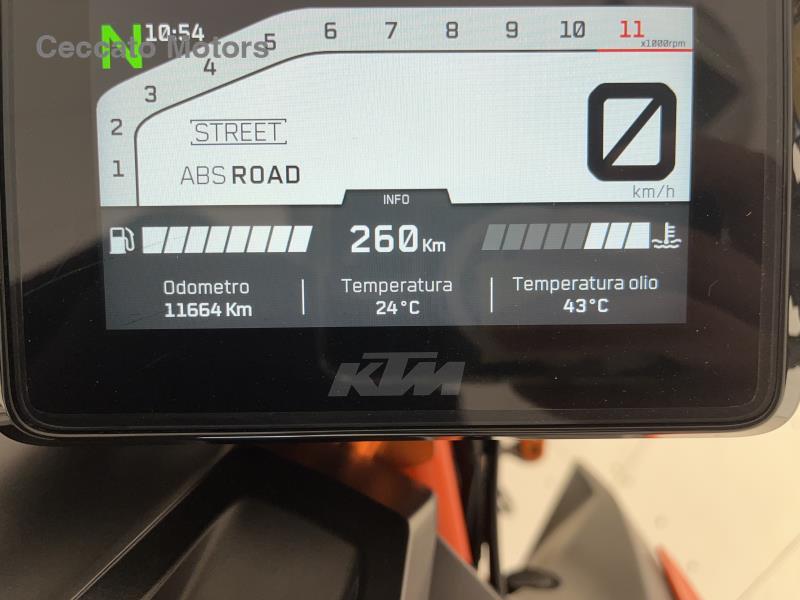 Ceccato Motors
N 10:54
1 2 3 4 5 6 7 8 9 10 11
x1000rpm
STREET
ABS ROAD
0
km/h
INFO
260 Km
Odometro Temperatura Temperatura olio
11664 Km 24°C 43°C
KTM